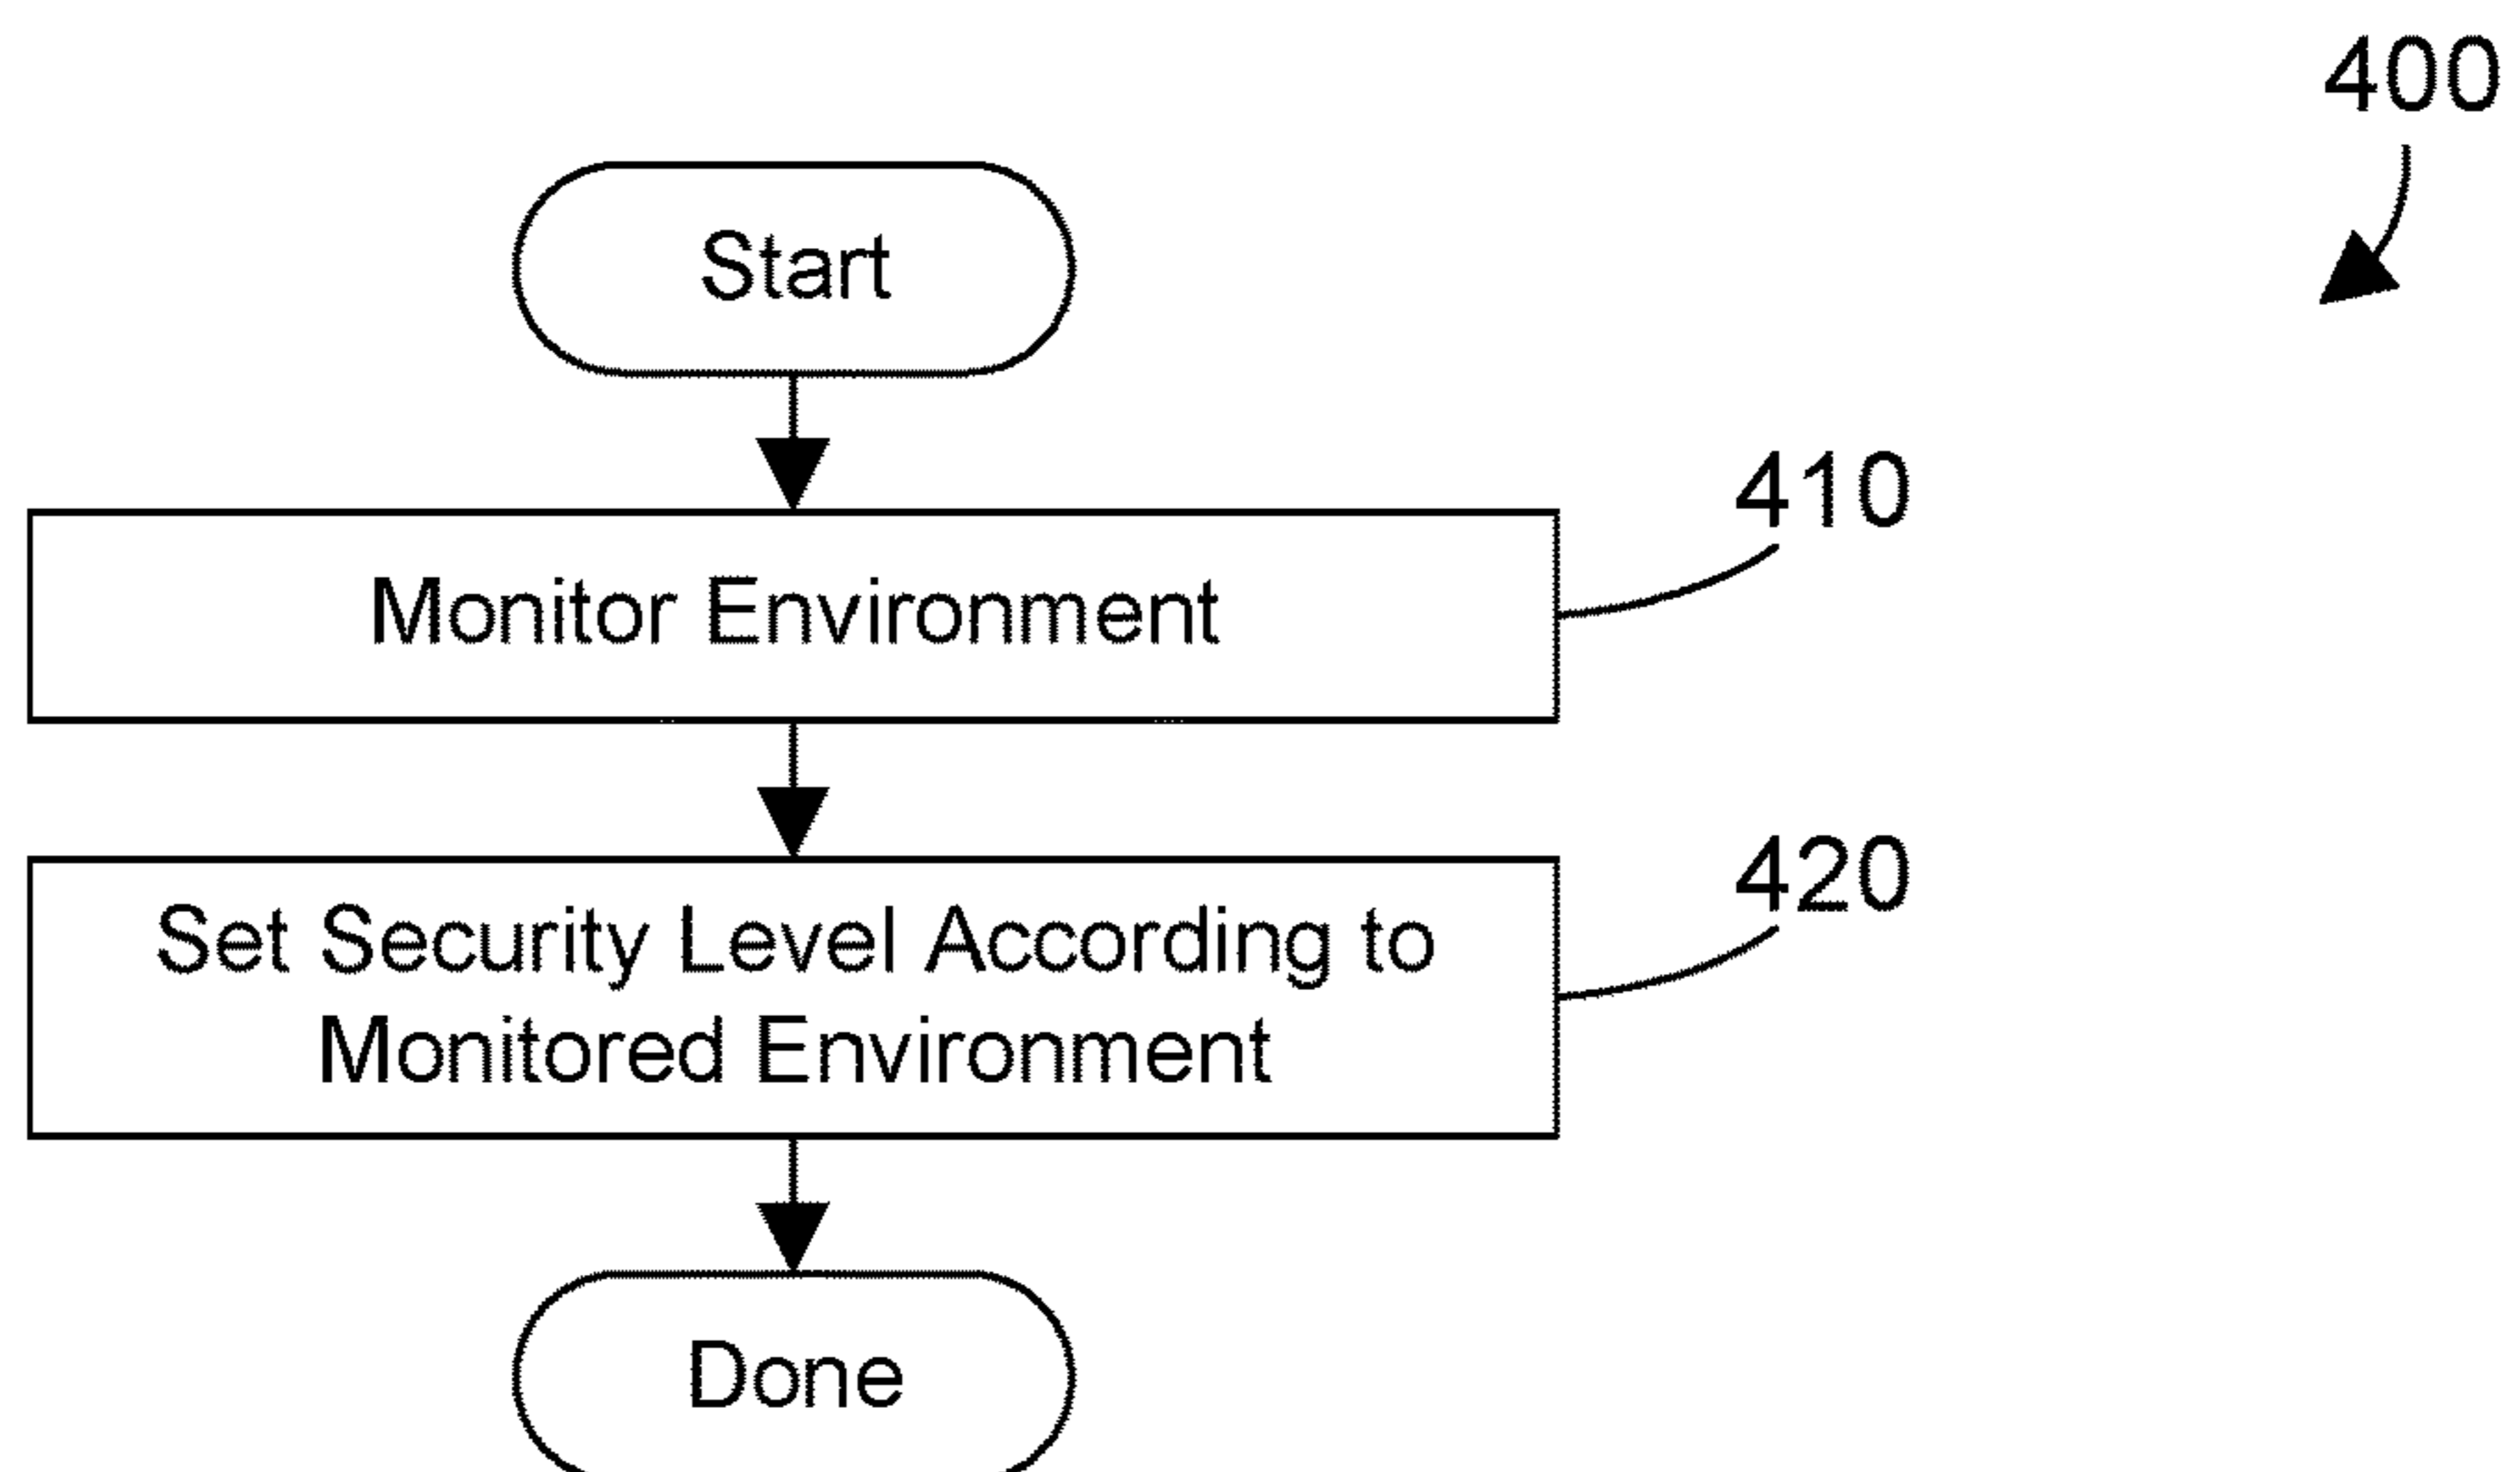 400
Start
410
Monitor Environment
420
Set Security Level According to
Monitored Environment
Done